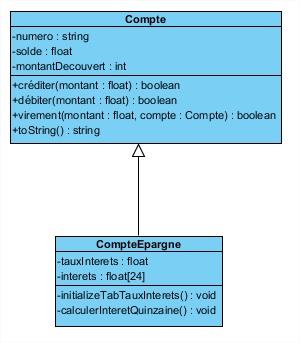 Compte
-numero : string
-solde : float
-montantDecouvert : int
+créditer(montant : float) : boolean
+débiter(montant : float) : boolean
+virement(montant : float, compte : Compte) : boolean
+toString() : string
CompteEpargne
-tauxInterets : float
-interets : float[24]
-initializeTabTauxInterets() : void
-calculerInteretQuinzaine() : void